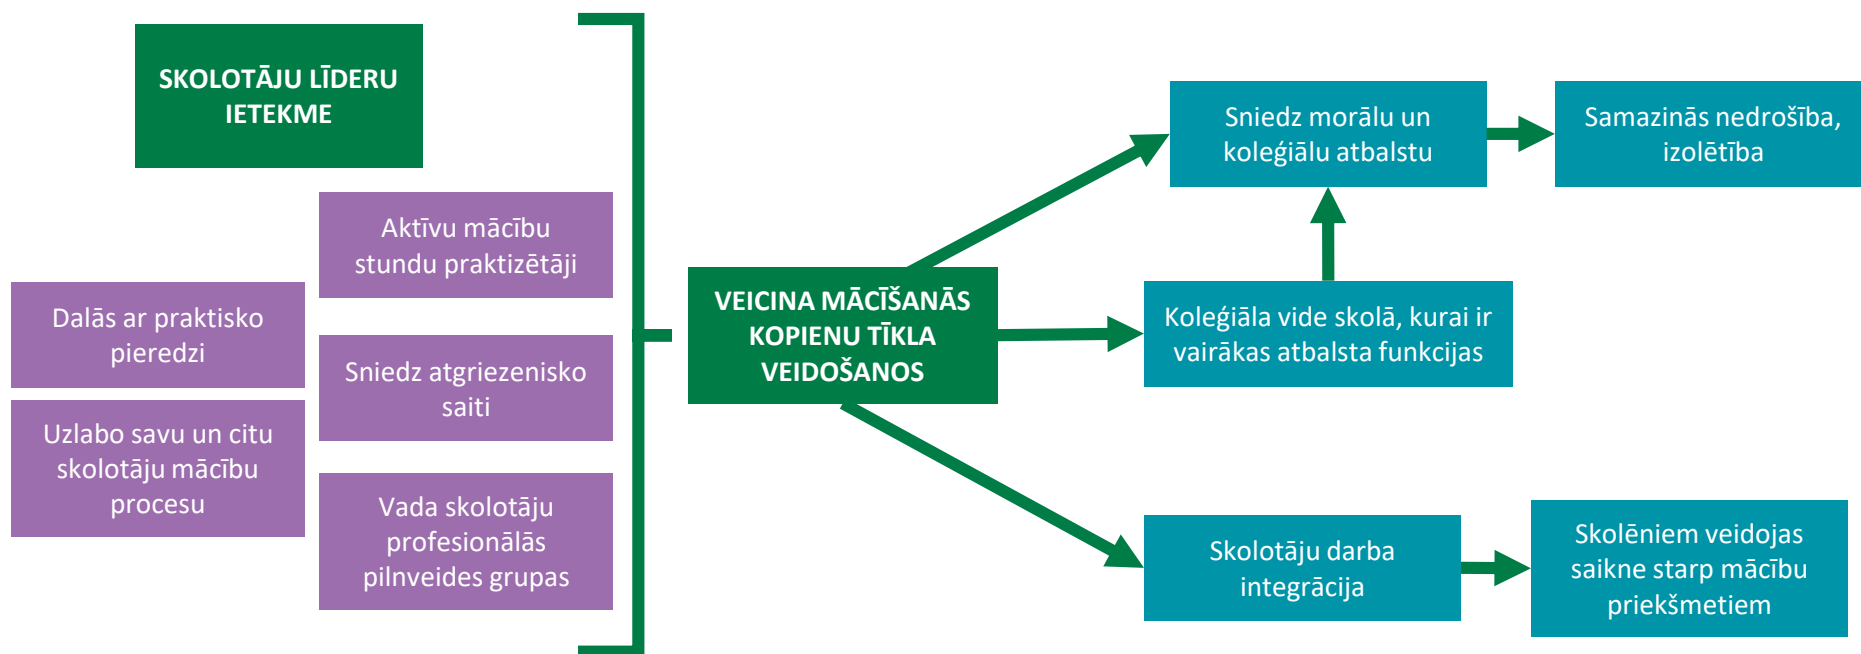 SKOLOTĀJU LĪDERU
IETEKME
Aktīvu mācību
stundu praktizētāji
Dalās ar praktisko
pieredzi
Sniedz atgriezenisko
saiti
Uzlabo savu un citu
skolotāju mācību
procesu
Vada skolotāju
profesionālās
pilnveides grupas
VEICINA MĀCĪŠANĀS
KOPIENU TĪKLA
VEIDOŠANOS
Sniedz morālu un
koleģiālu atbalstu
Samazinās nedrošība,
izolētība
Koleģiāla vide skolā, kurai ir
vairākas atbalsta funkcijas
Skolotāju darba
integrācija
Skolēniem veidojas
saikne starp mācību
priekšmetiem